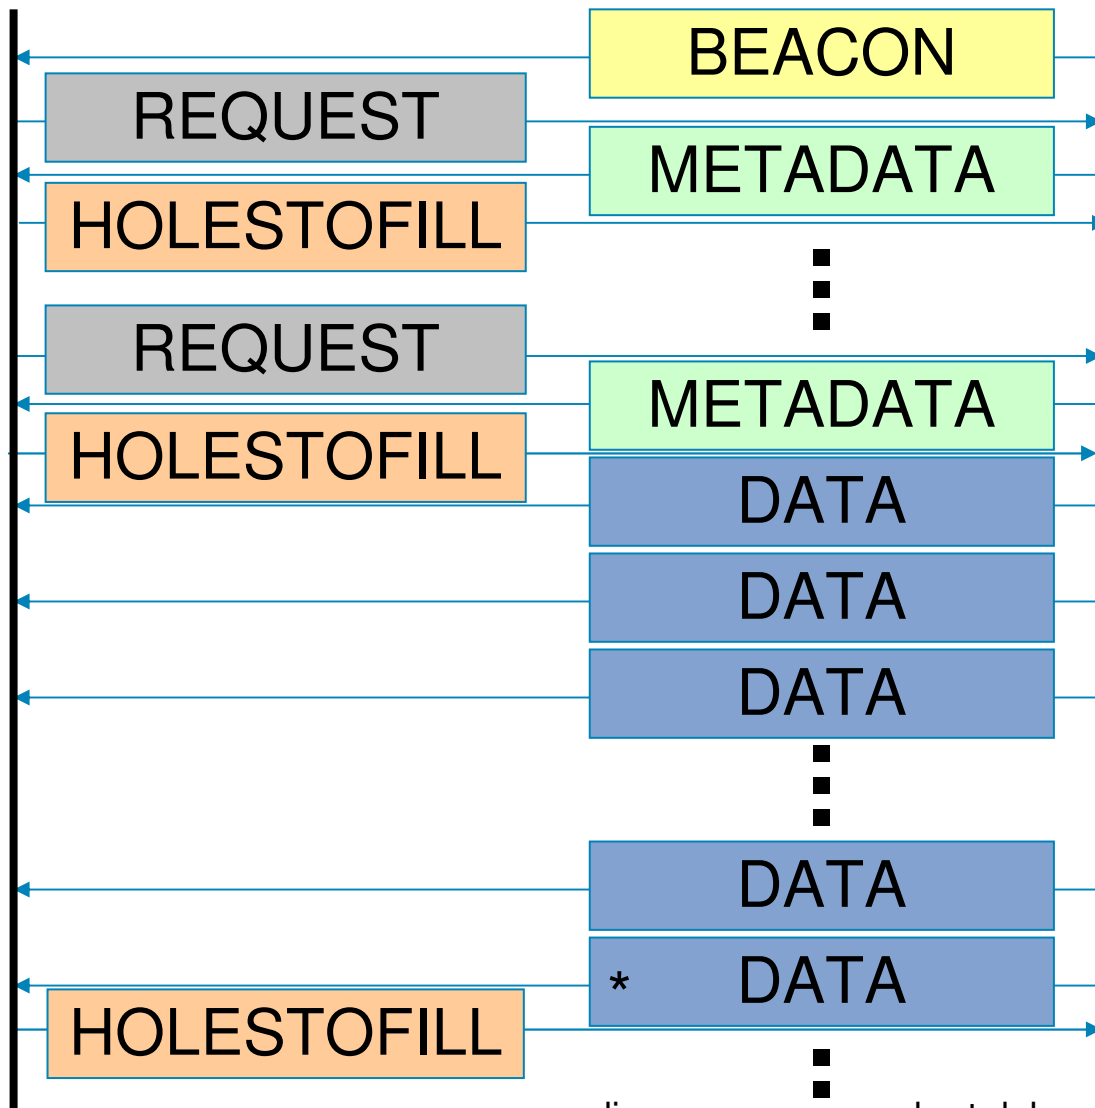 BEACON
REQUEST
METADATA
HOLESTOFILL
REQUEST
METADATA
HOLESTOFILL
DATA
DATA
DATA
DATA
* DATA
HOLESTOFILL